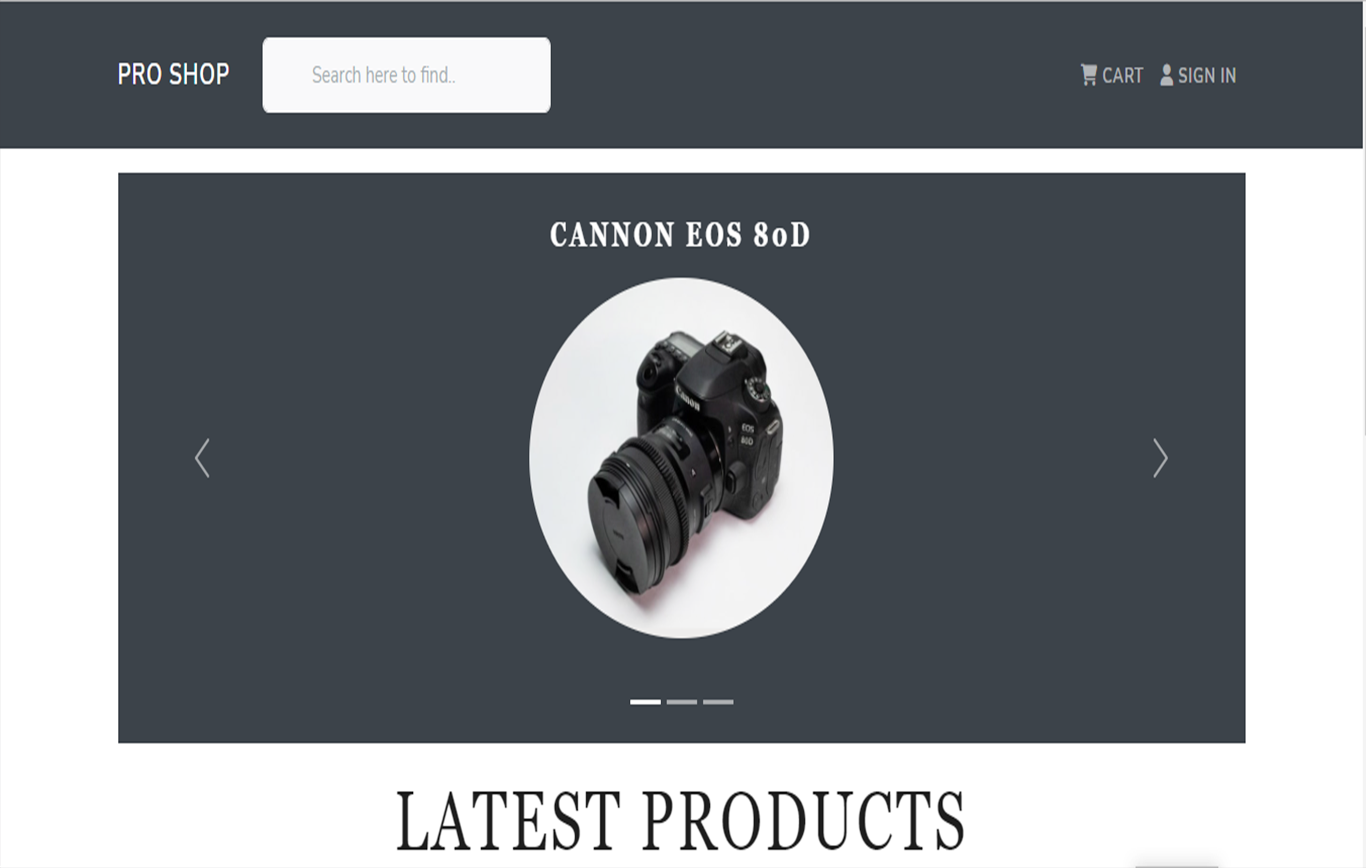 PRO SHOP
Search here to find..
CART
SIGN IN
CANNON EOS 80D
Canon
EOS
80D
LATEST PRODUCTS